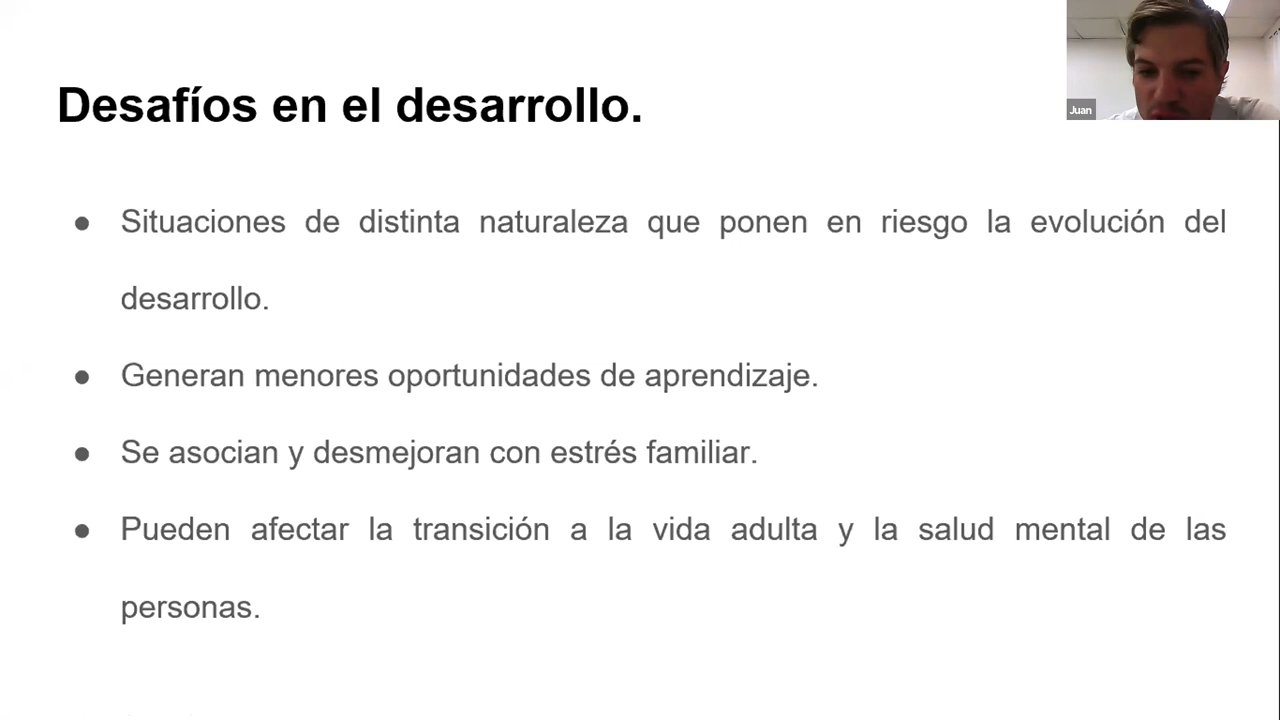 Desafíos en el desarrollo.
Juan
● Situaciones de distinta naturaleza que ponen en riesgo la evolución del
desarrollo.
● Generan menores oportunidades de aprendizaje.
● Se asocian y desmejoran con estrés familiar.
● Pueden afectar la transición a la vida adulta y la salud mental de las
personas.